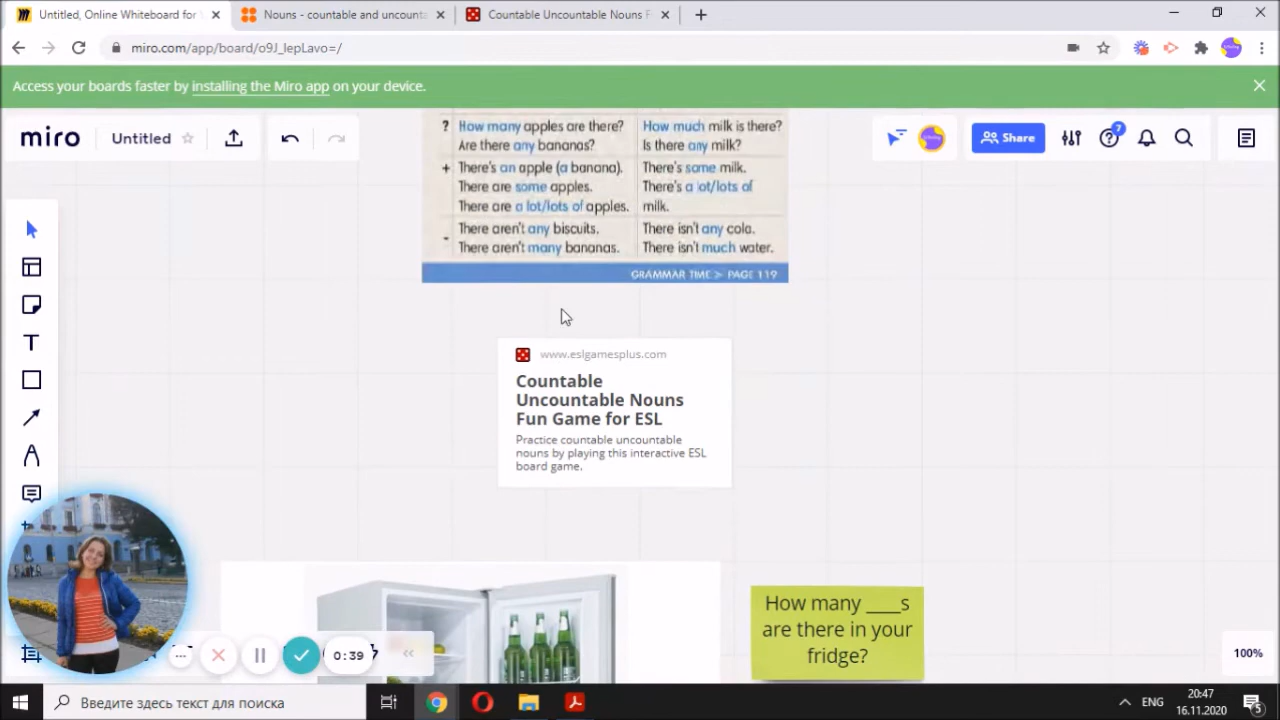 Untitled, Online Whiteboard for
Nouns - countable and uncounta
Countable Uncountable Nouns F
miro.com/app/board/o9J_lepLavo=/
Access your boards faster by installing the Miro app on your device.
miro
Untitled
Share
7
? How many apples are there?
Are there any bananas?
+ There's an apple (a banana).
There are some apples.
There are a lot/lots of apples.
- There aren't any biscuits.
There aren't many bananas.
How much milk is there?
Is there any milk?
There's some milk.
There's a lot/lots of
milk.
There isn't any cola.
There isn't much water.
GRAMMAR TIME > PAGE 119
www.eslgamesplus.com
Countable
Uncountable Nouns
Fun Game for ESL
Practice countable uncountable
nouns by playing this interactive ESL
board game.
How many ____s
are there in your
fridge?
0:39
100%
Введите здесь текст для поиска
ENG
20:47
16.11.2020
5